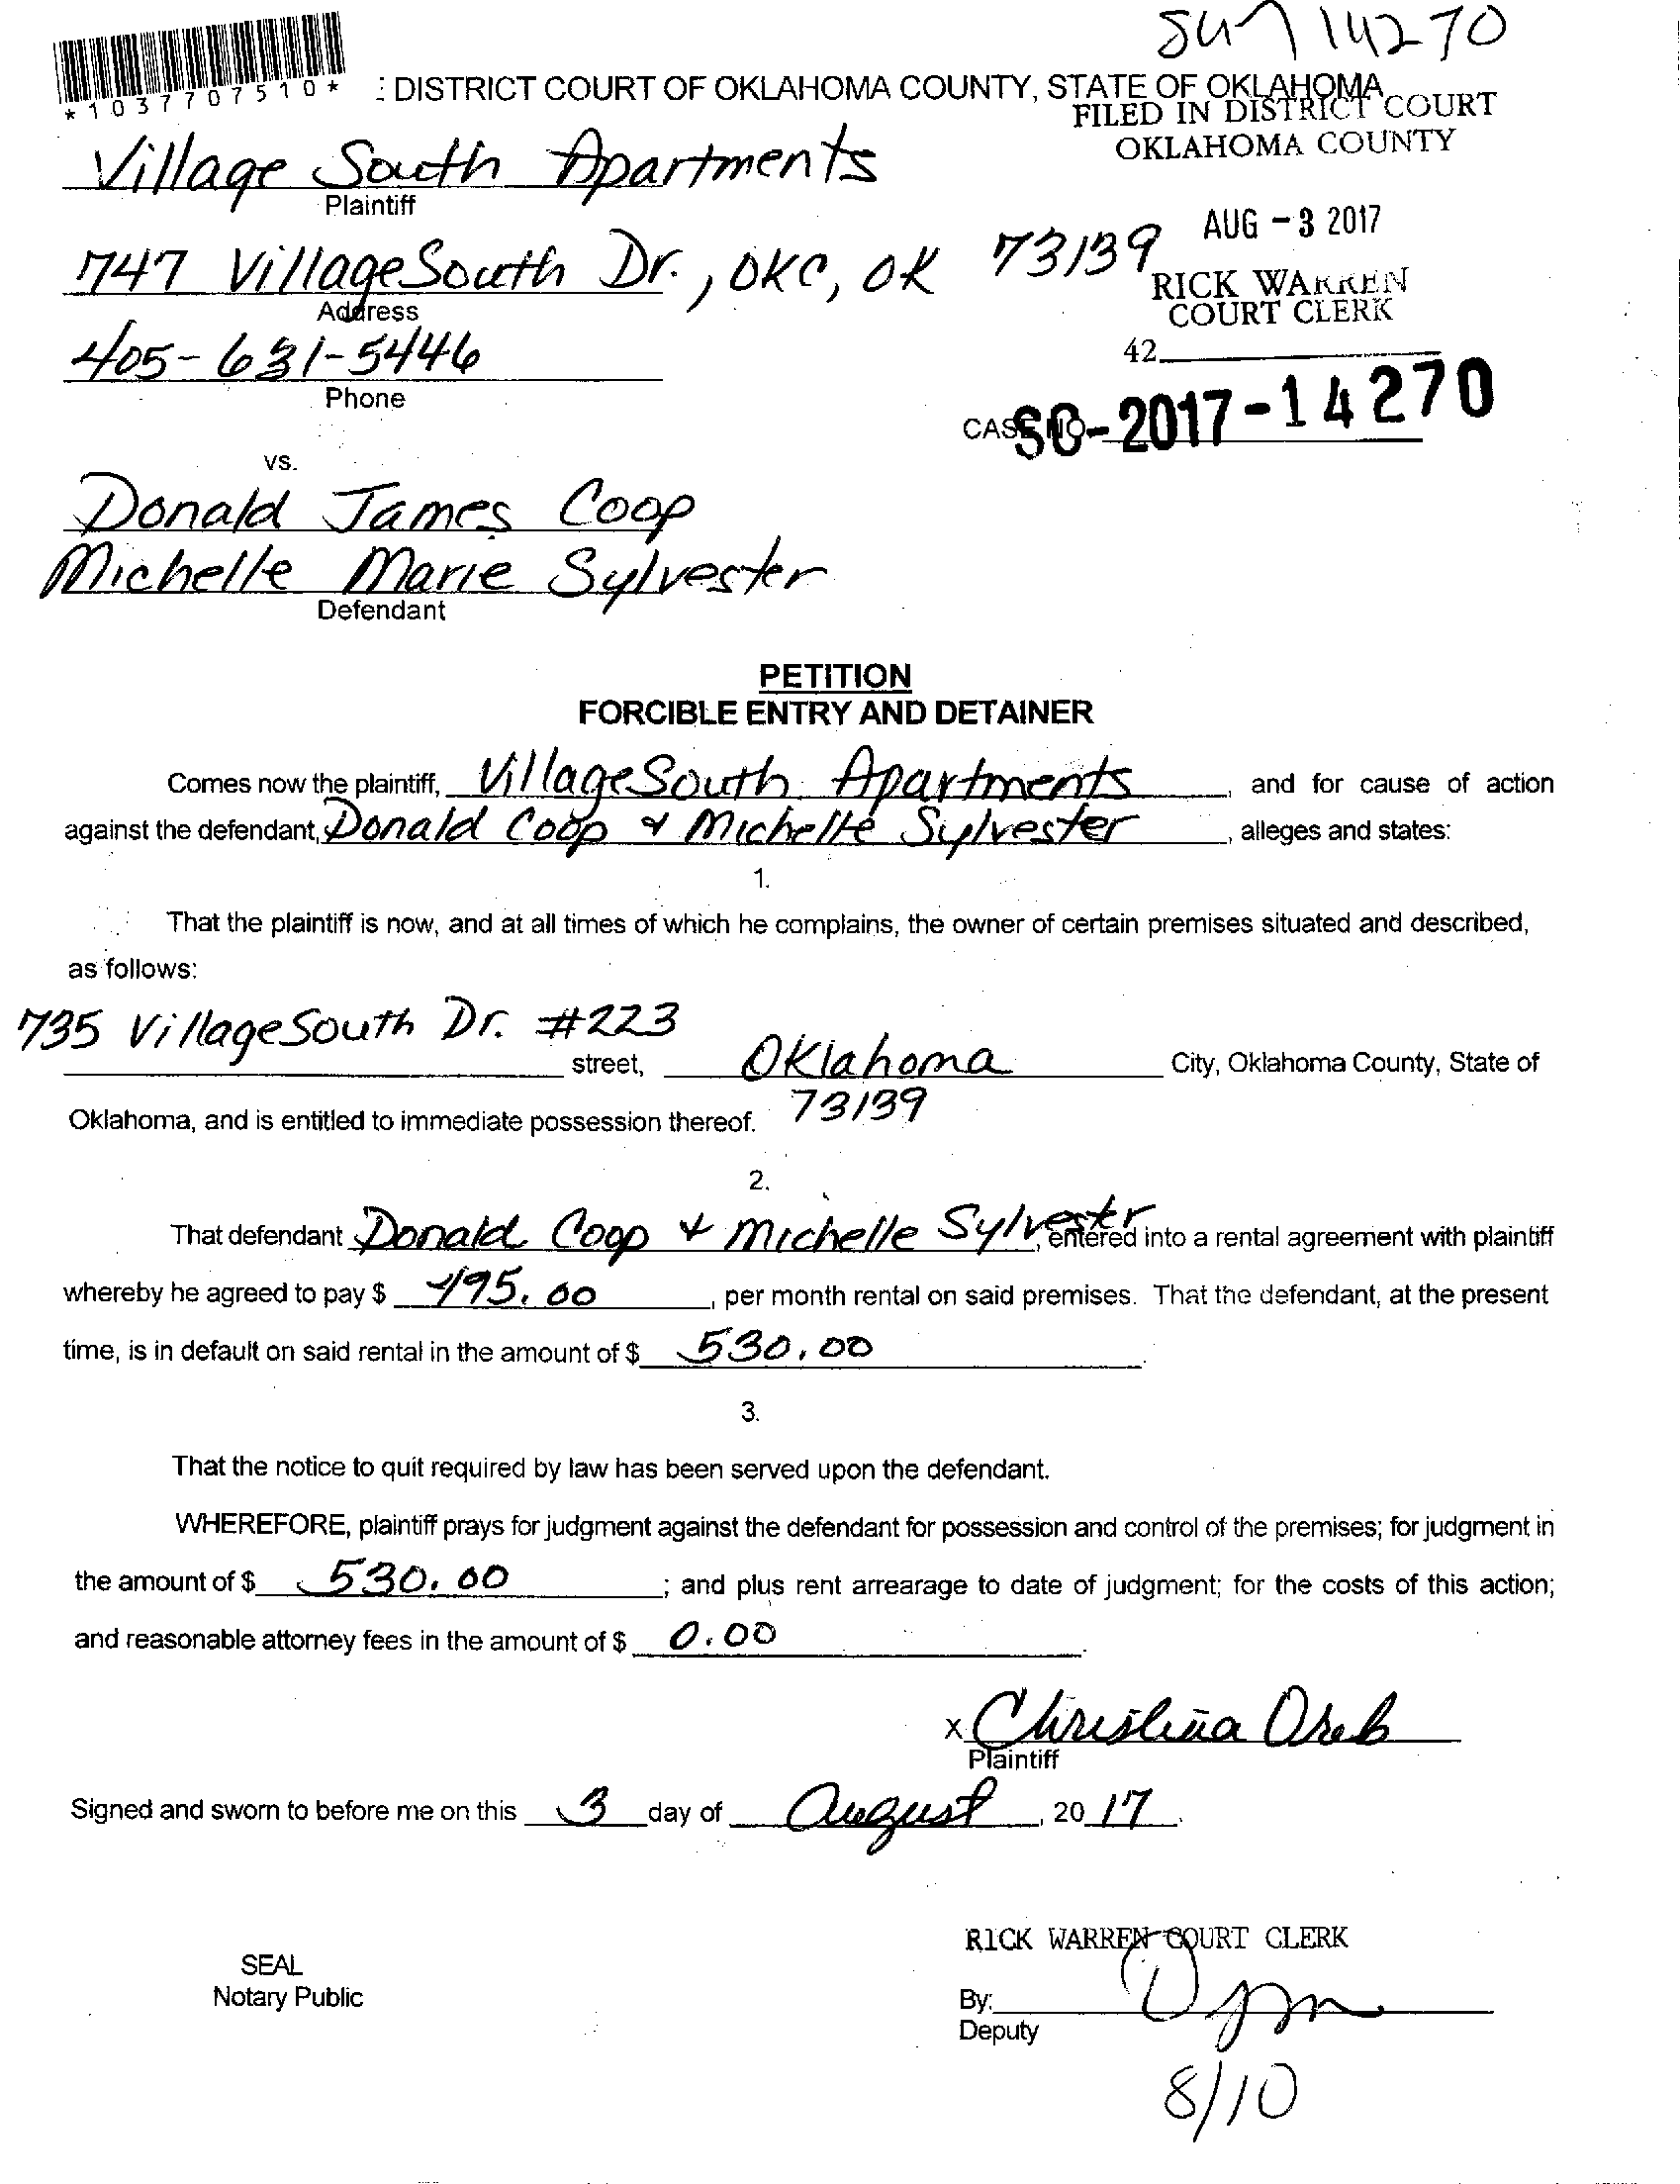 SC17 14270
*1037707510*
: DISTRICT COURT OF OKLAHOMA COUNTY, STATE OF OKLAHOMA
FILED IN DISTRICT COURT
OKLAHOMA COUNTY
Village South Apartments
Plaintiff
AUG - 3 2017
747 VillageSouth Dr., OKC, OK 73139
RICK WARREN
Address
COURT CLERK
405-631-5446
42
Phone
CASE NO
SC-2017-14270
vs.
Donald James Coop
Michelle Marie Sylvester
Defendant
PETITION
FORCIBLE ENTRY AND DETAINER
Comes now the plaintiff, VillageSouth Apartments, and for cause of action
against the defendant, Donald Coop & Michelle Sylvester, alleges and states:
1.
That the plaintiff is now, and at all times of which he complains, the owner of certain premises situated and described,
as follows:
735 VillageSouth Dr. #223
street, Oklahoma City, Oklahoma County, State of
Oklahoma, and is entitled to immediate possession thereof. 73139
2.
That defendant Donald Coop & Michelle Sylvester, entered into a rental agreement with plaintiff
whereby he agreed to pay $ 495.00, per month rental on said premises. That the defendant, at the present
time, is in default on said rental in the amount of $ 530.00.
3.
That the notice to quit required by law has been served upon the defendant.
WHEREFORE, plaintiff prays for judgment against the defendant for possession and control of the premises; for judgment in
the amount of $ 530.00; and plus rent arrearage to date of judgment; for the costs of this action;
and reasonable attorney fees in the amount of $ 0.00.
x Christina
Plaintiff
Signed and sworn to before me on this 3 day of August, 2017.
RICK WARREN COURT CLERK
SEAL
Notary Public
By:
Deputy
8/10